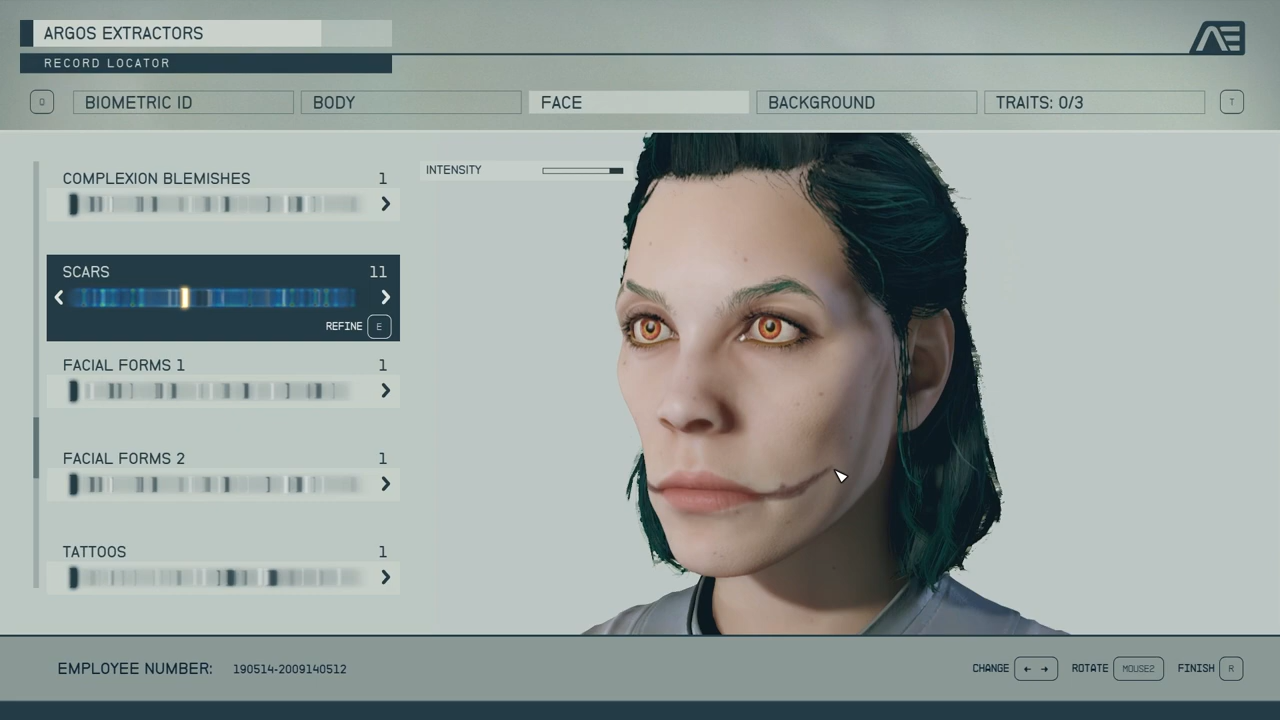 ARGOS EXTRACTORS
RECORD LOCATOR
AE
Q BIOMETRIC ID BODY FACE BACKGROUND TRAITS: 0/3 T
INTENSITY
COMPLEXION BLEMISHES 1
SCARS 11
REFINE E
FACIAL FORMS 1 1
FACIAL FORMS 2 1
TATTOOS 1
EMPLOYEE NUMBER: 190514-2009140512
CHANGE ROTATE MOUSE2 FINISH R